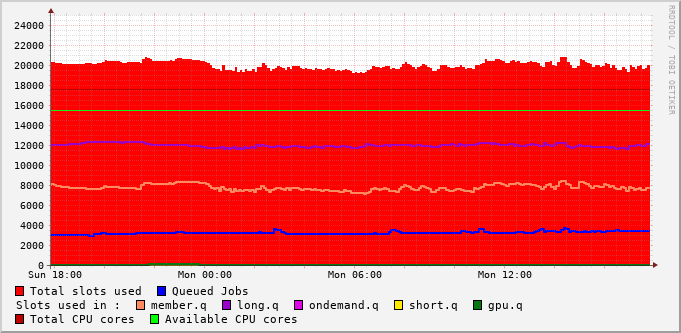 RRDTOOL / TOBI OETIKER
24000
22000
20000
18000
16000
14000
12000
10000
8000
6000
4000
2000
0
Sun 18:00 Mon 00:00 Mon 06:00 Mon 12:00
Total slots used Queued Jobs
Slots used in : member.q long.q ondemand.q short.q gpu.q
Total CPU cores Available CPU cores